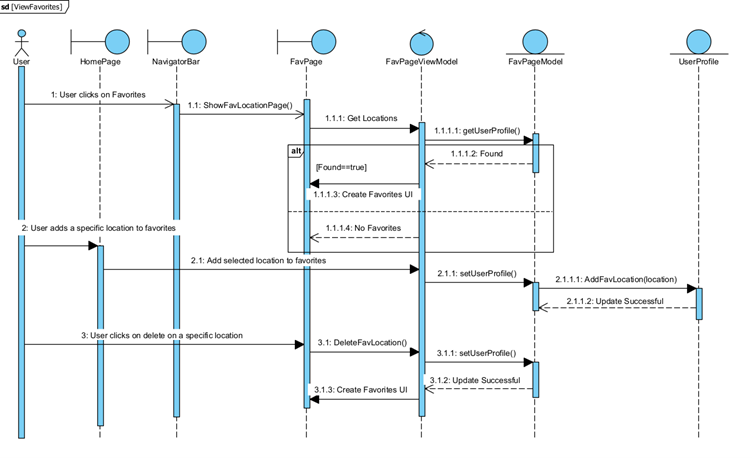 sd [ViewFavorites]
User
HomePage
NavigatorBar
FavPage
FavPageViewModel
FavPageModel
UserProfile
1: User clicks on Favorites
1.1: ShowFavLocationPage()
1.1.1: Get Locations
1.1.1.1: getUserProfile()
alt
1.1.1.2: Found
[Found==true]
1.1.1.3: Create Favorites UI
2: User adds a specific location to favorites
1.1.1.4: No Favorites
2.1: Add selected location to favorites
2.1.1: setUserProfile()
2.1.1.1: AddFavLocation(location)
2.1.1.2: Update Successful
3: User clicks on delete on a specific location
3.1: DeleteFavLocation()
3.1.1: setUserProfile()
3.1.2: Update Successful
3.1.3: Create Favorites UI